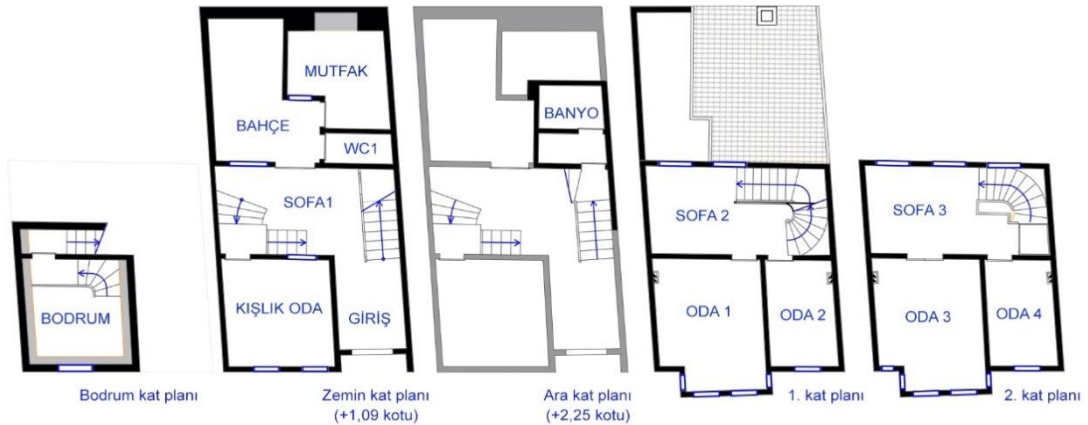 BODRUM
Bodrum kat planı
MUTFAK
BAHÇE
WC1
SOFA1
KIŞLIK ODA
GİRİŞ
Zemin kat planı
(+1,09 kotu)
BANYO
Ara kat planı
(+2,25 kotu)
SOFA 2
ODA 1
ODA 2
1. kat planı
SOFA 3
ODA 3
ODA 4
2. kat planı